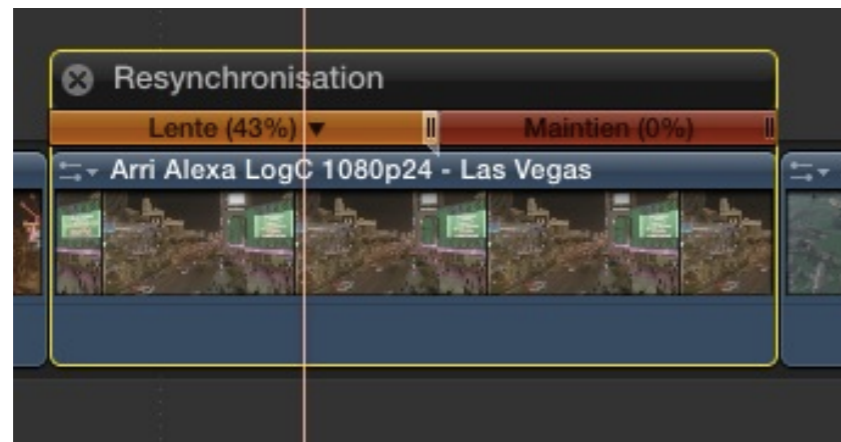 Resynchronisation
Lente (43%) Maintien (0%)
Arri Alexa LogC 1080p24 - Las Vegas